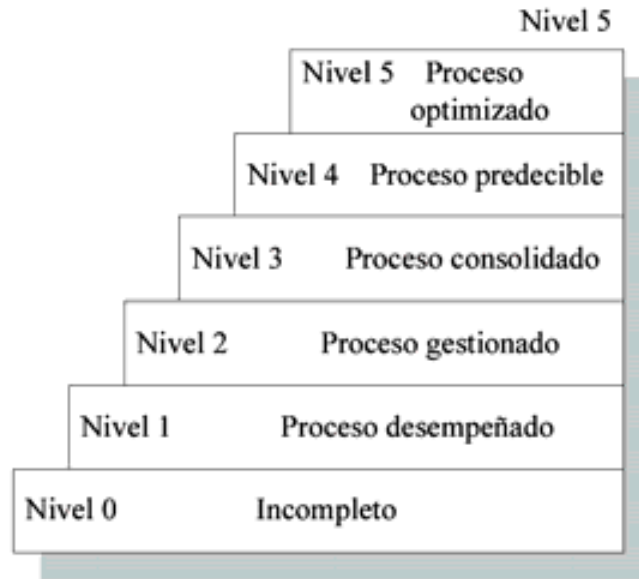 Nivel 5
Nivel 5 Proceso
optimizado
Nivel 4 Proceso predecible
Nivel 3 Proceso consolidado
Nivel 2 Proceso gestionado
Nivel 1 Proceso desempeñado
Nivel 0 Incompleto